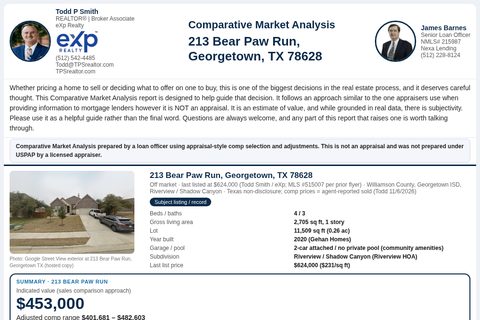 Todd P Smith
REALTOR® | Broker Associate
eXp Realty
eXp
REALTY
(512) 542-4485
Todd@TPSrealtor.com
TPSrealtor.com
Comparative Market Analysis
213 Bear Paw Run,
Georgetown, TX 78628
James Barnes
Senior Loan Officer
NMLS# 215987
Nexa Lending
(512) 228-8124
Whether pricing a home to sell or deciding what to offer on one to buy, this is one of the biggest decisions in the real estate process, and it deserves careful
thought. This Comparative Market Analysis report is designed to help guide that decision. It follows an approach similar to the one appraisers use when
providing information to mortgage lenders however it is NOT an appraisal. It is an estimate of value, and while grounded in real data, there is subjectivity.
Please use it as a helpful guide rather than the final word. Questions are always welcome, and any part of this report that raises one is worth talking
through.
Comparative Market Analysis prepared by a loan officer using appraisal-style comp selection and adjustments. This is not an appraisal and was not prepared under
USPAP by a licensed appraiser.
213 Bear Paw Run, Georgetown, TX 78628
Off market · last listed at $624,000 (Todd Smith / eXp; MLS #515007 per prior flyer) · Williamson County, Georgetown ISD.
Riverview / Shadow Canyon · Texas non-disclosure; comp prices = agent-reported sold (Todd 11/6/2026)
Subject listing / record
Beds / baths 4 / 3
Gross living area 2,705 sq ft, 1 story
Lot 11,509 sq ft (0.26 ac)
Year built 2020 (Gehan Homes)
Garage / pool 2-car attached / no private pool (community amenities)
Subdivision Riverview / Shadow Canyon (Riverview HOA)
Last list price $624,000 ($231/sq ft)
Photo: Google Street View exterior at 213 Bear Paw Run,
Georgetown TX (hosted copy)
SUMMARY · 213 BEAR PAW RUN
Indicated value (sales comparison approach)
$453,000
Adjusted comp range $401,681 – $482,603